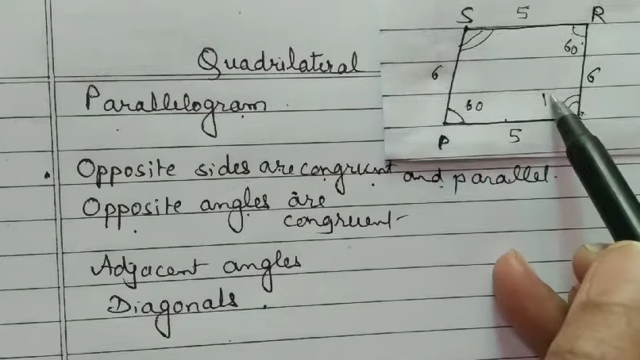 Quadrilateral
Parallelogram
Opposite sides are congruent and parallel.
Opposite angles are
congruent
Adjacent angles
Diagonals
S 5 R
60
6 6
60 1
P 5